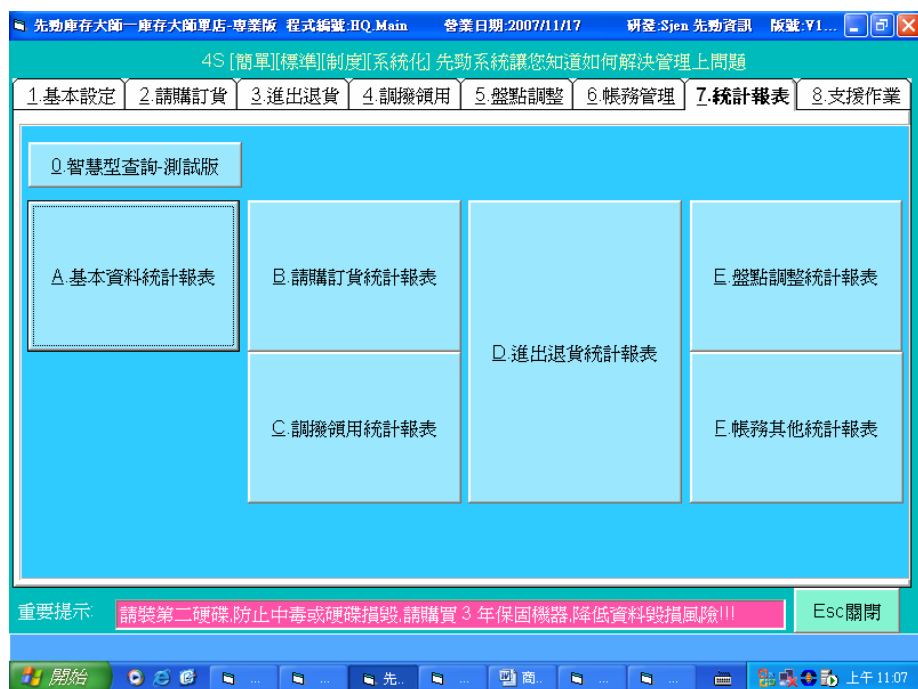 先勁庫存大師—庫存大師單店-專業版 程式編號:HQ_Main 營業日期:2007/11/17 研發:Sjen 先勁資訊 版號:V1...
4S [簡單][標準][制度][系統化] 先勁系統讓您知道如何解決管理上問題
1.基本設定 2.請購訂貨 3.進出退貨 4.調撥領用 5.盤點調整 6.帳務管理 7.統計報表 8.支援作業
0.智慧型查詢-測試版
A.基本資料統計報表 B.請購訂貨統計報表 E.盤點調整統計報表
D.進出退貨統計報表
C.調撥領用統計報表 F.帳務其他統計報表
重要提示: 請裝第二硬碟,防止中毒或硬碟損毀,請購買 3 年保固機器,降低資料毀損風險!!! Esc關閉
開始 ... ... 先.. ... 商.. ... ... 上午 11:07